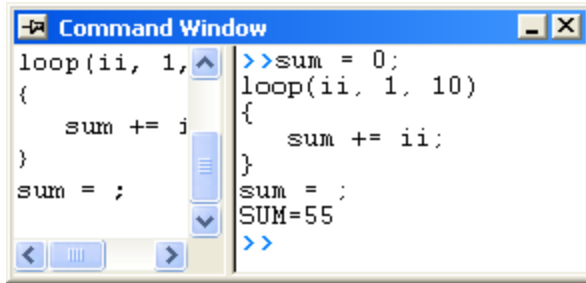 Command Window
loop(ii, 1,
{
sum += i
}
sum = ;
>>sum = 0;
loop(ii, 1, 10)
{
sum += ii;
}
sum = ;
SUM=55
>>